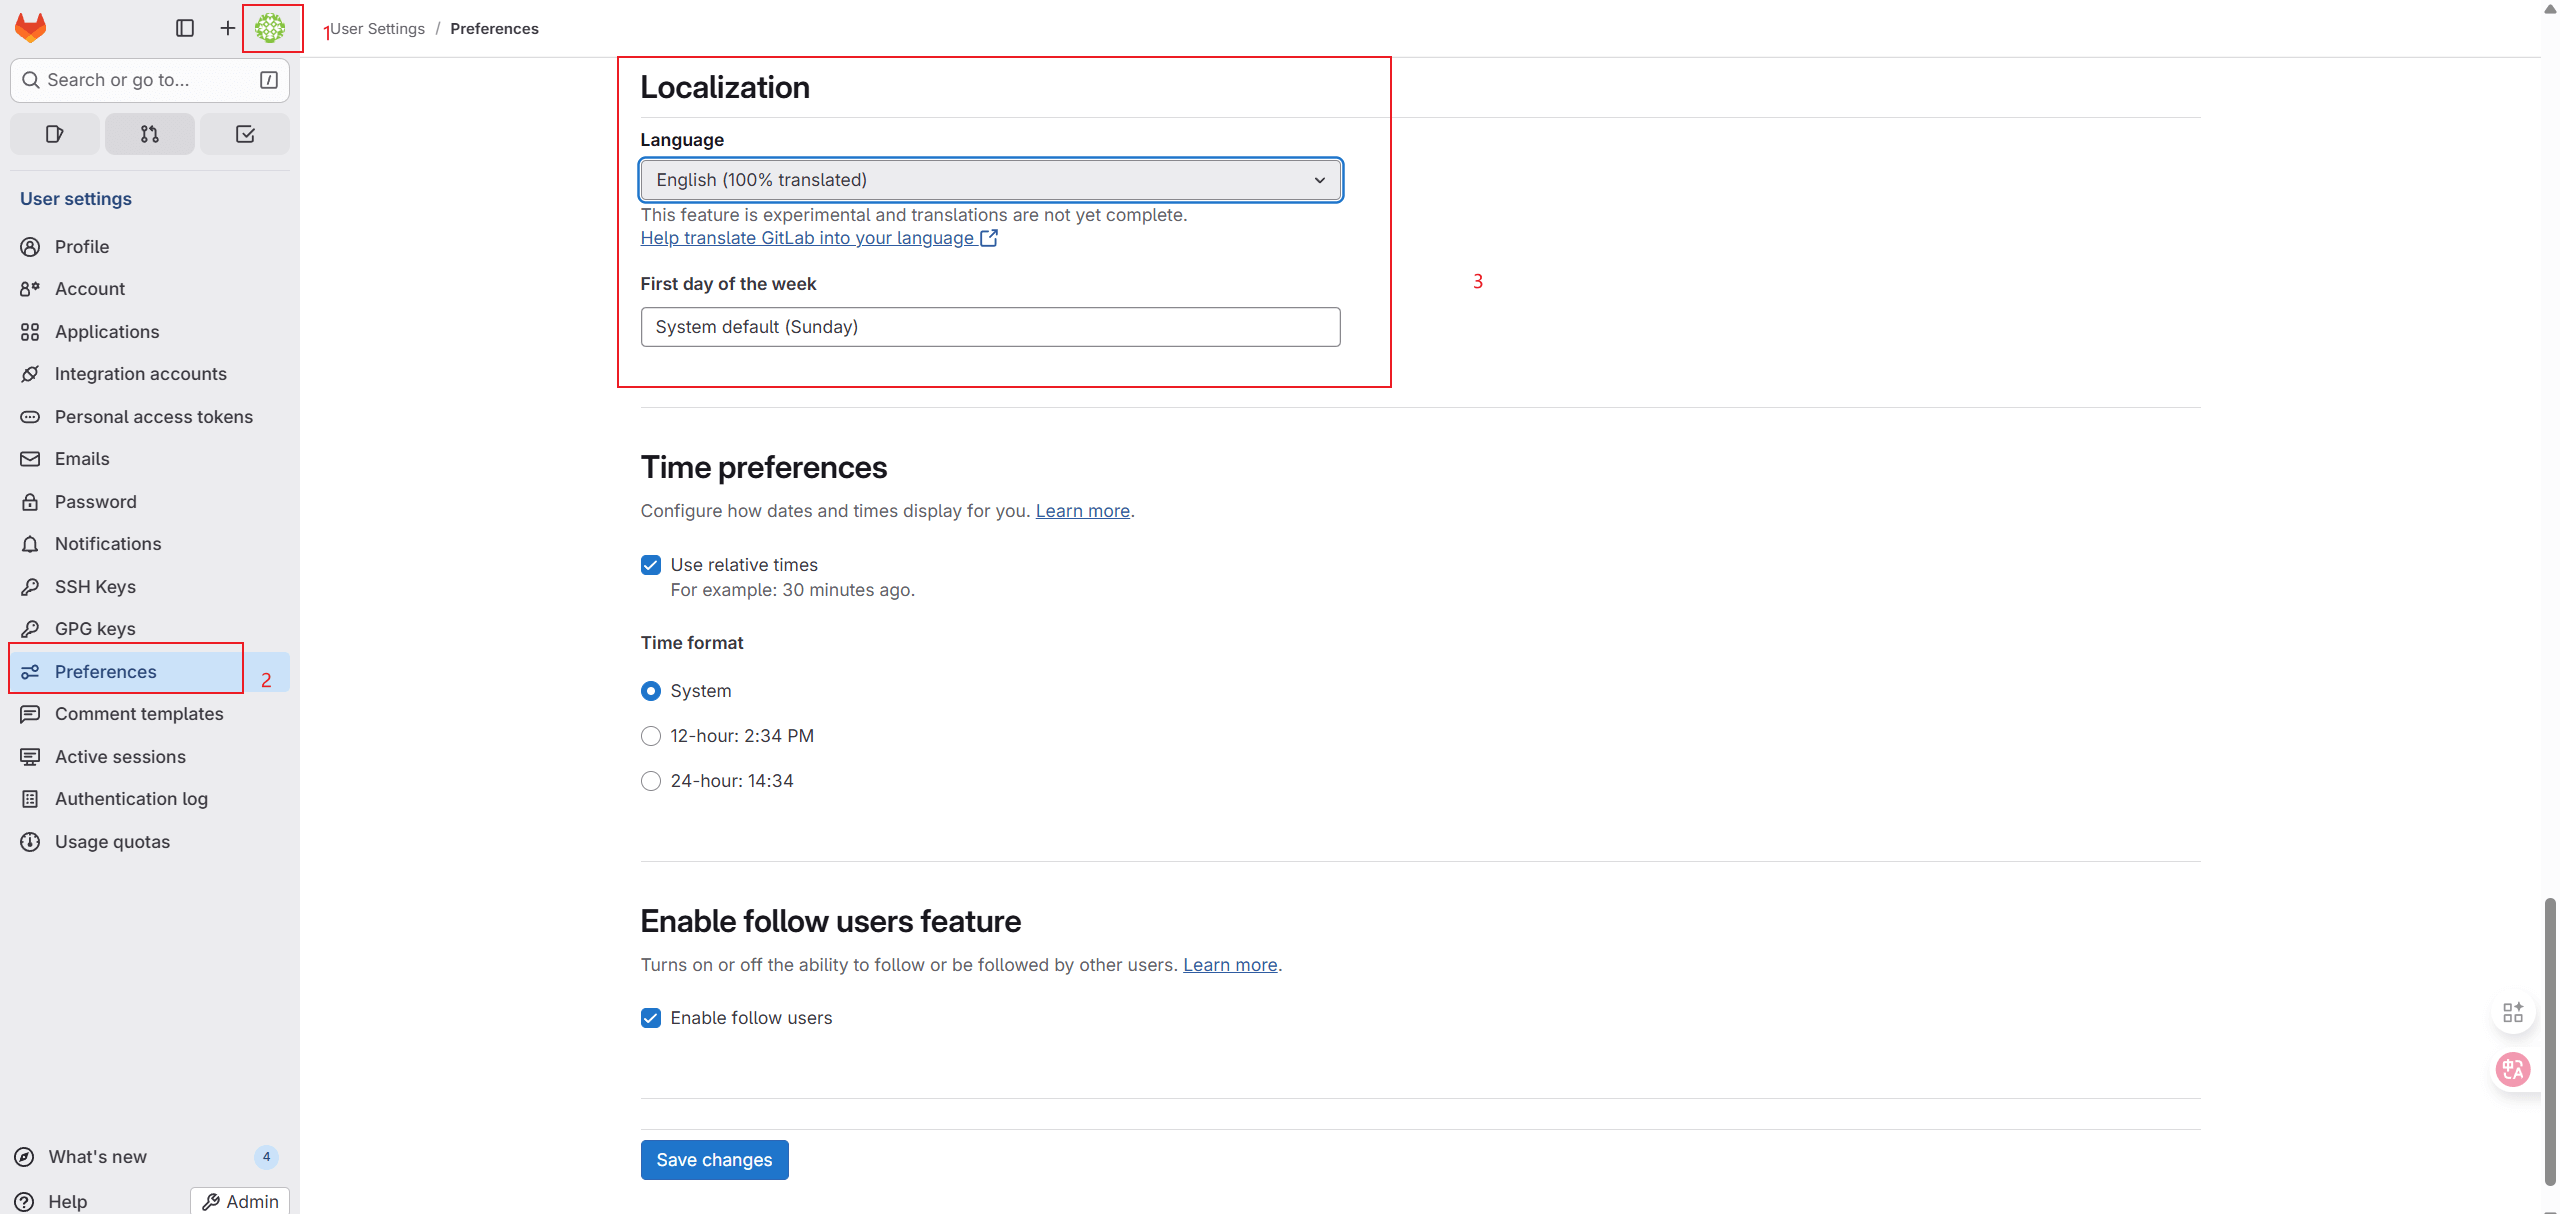 1 User Settings / Preferences
Search or go to... /
User settings
Profile
Account
Applications
Integration accounts
Personal access tokens
Emails
Password
Notifications
SSH Keys
GPG keys
Preferences 2
Comment templates
Active sessions
Authentication log
Usage quotas
What's new 4
Help Admin
Localization
Language
English (100% translated)
This feature is experimental and translations are not yet complete.
Help translate GitLab into your language
First day of the week
3
System default (Sunday)
Time preferences
Configure how dates and times display for you. Learn more.
Use relative times
For example: 30 minutes ago.
Time format
System
12-hour: 2:34 PM
24-hour: 14:34
Enable follow users feature
Turns on or off the ability to follow or be followed by other users. Learn more.
Enable follow users
Save changes
中A